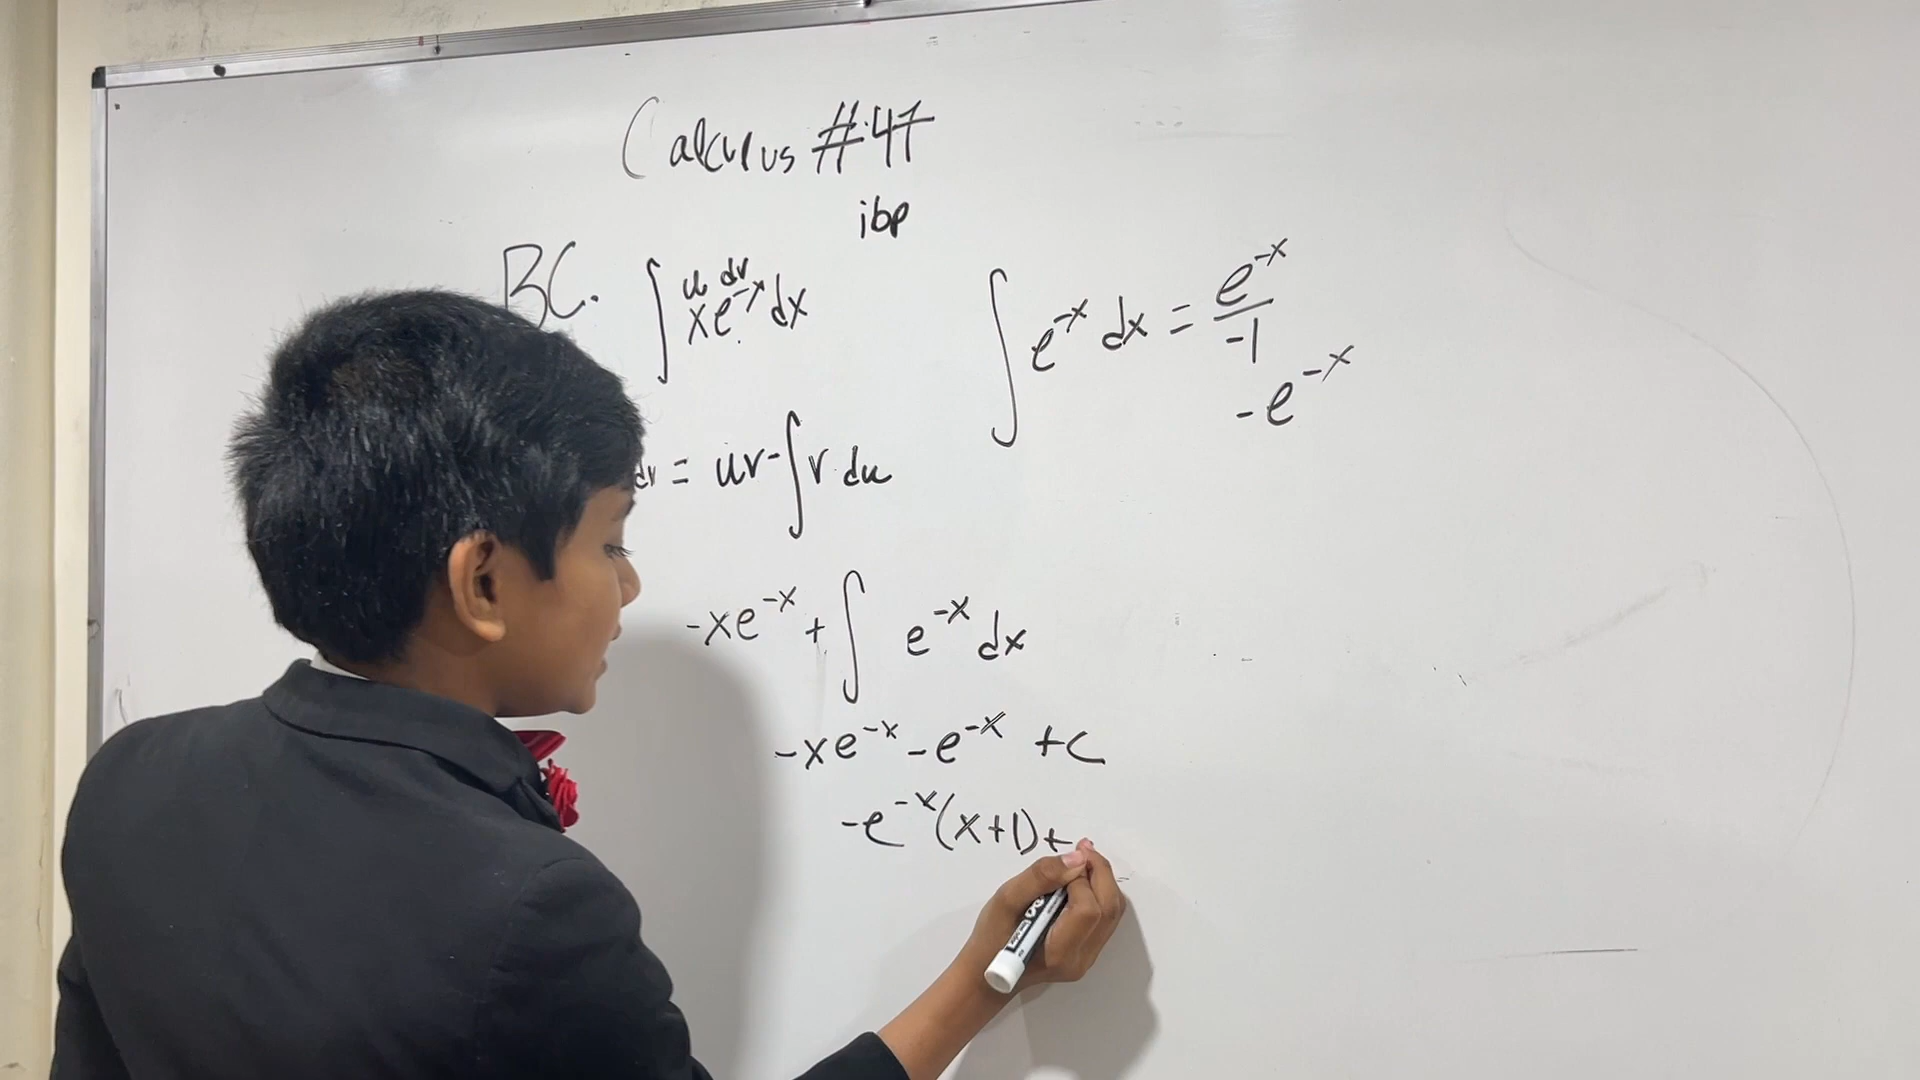 Calculus #47
ibp
BC. ∫ x e^-x dx
u dv
∫ e^-x dx = e^-x / -1
- e^-x
dv = uv - ∫ v du
-xe^-x + ∫ e^-x dx
-xe^-x - e^-x + c
-e^-x (x+1) +